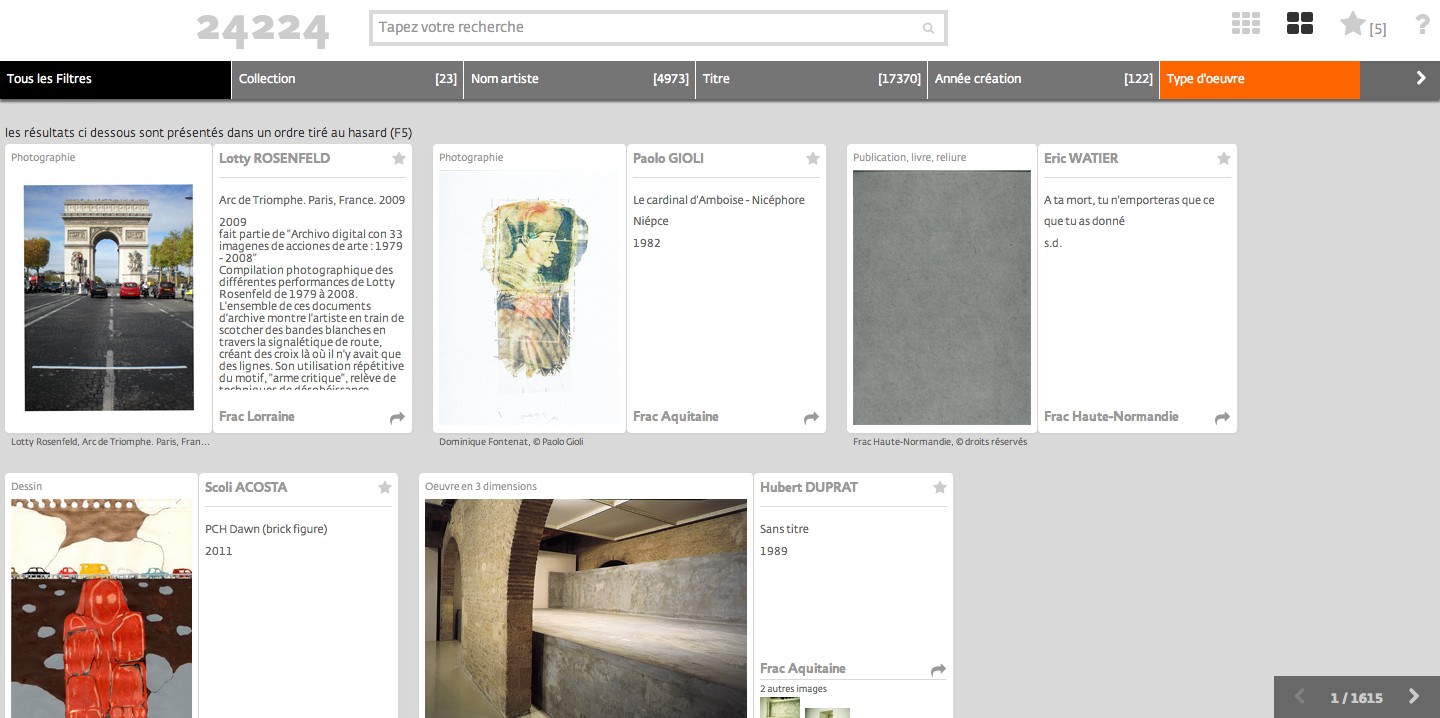 24224
Tapez votre recherche
[5]
?
Tous les Filtres
Collection [23]
Nom artiste [4973]
Titre [17370]
Année création [122]
Type d'oeuvre
les résultats ci dessous sont présentés dans un ordre tiré au hasard (F5)
Photographie
Lotty ROSENFELD
Arc de Triomphe. Paris, France. 2009
2009
fait partie de "Archivo digital con 33
imagenes de acciones de arte : 1979
- 2008"
Compilation photographique des
différentes performances de Lotty
Rosenfeld de 1979 à 2008.
L'ensemble de ces documents
d'archive montre l'artiste en train de
scotcher des bandes blanches en
travers la signalétique de route,
créant des croix là où il n'y avait que
des lignes. Son utilisation répétitive
du motif, "arme critique", relève de
techniques de désobéissance
Frac Lorraine
Lotty Rosenfeld, Arc de Triomphe. Paris, Fran...
Photographie
Paolo GIOLI
Le cardinal d'Amboise - Nicéphore
Niépce
1982
Frac Aquitaine
Dominique Fontenat, © Paolo Gioli
Publication, livre, reliure
Eric WATIER
A ta mort, tu n'emporteras que ce
que tu as donné
s.d.
Frac Haute-Normandie
Frac Haute-Normandie, © droits réservés
Dessin
Scoli ACOSTA
PCH Dawn (brick figure)
2011
Oeuvre en 3 dimensions
Hubert DUPRAT
Sans titre
1989
Frac Aquitaine
2 autres images
1 / 1615